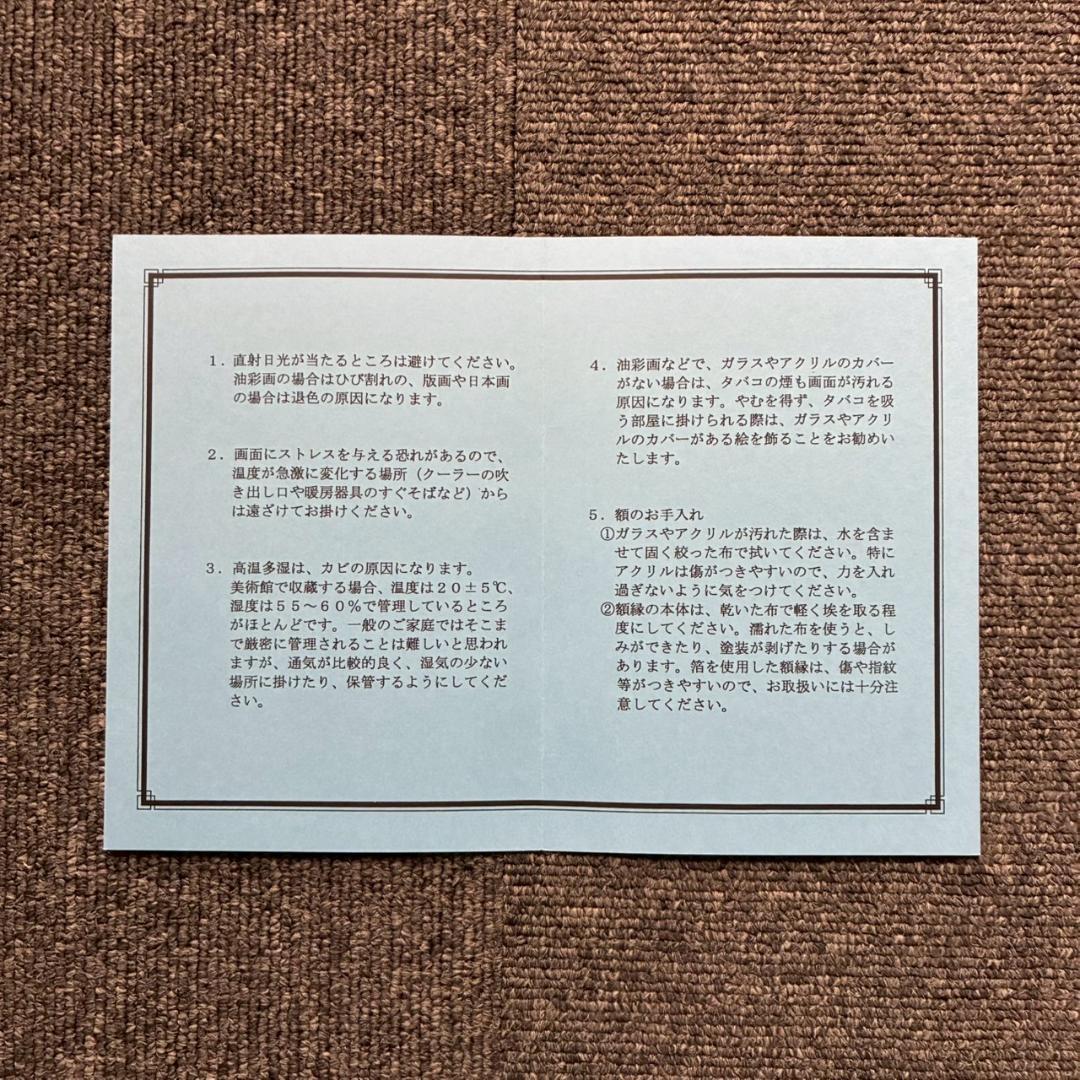 1．直射日光が当たるところは避けてください。
油彩画の場合はひび割れの、版画や日本画
の場合は退色の原因になります。
2．画面にストレスを与える恐れがあるので、
温度が急激に変化する場所（クーラーの吹
き出し口や暖房器具のすぐそばなど）から
は遠ざけてお掛けください。
3．高温多湿は、カビの原因になります。
美術館で収蔵する場合、温度は２０±５℃、
湿度は５５～６０％で管理しているところ
がほとんどです。一般のご家庭ではそこま
で厳密に管理されることは難しいと思われ
ますが、通気が比較的良く、湿気の少ない
場所に掛けたり、保管するようにしてくだ
さい。
4．油彩画などで、ガラスやアクリルのカバー
がない場合は、タバコの煙も画面が汚れる
原因になります。やむを得ず、タバコを吸
う部屋に掛けられる際は、ガラスやアクリ
ルのカバーがある絵を飾ることをお勧めい
たします。
5．額のお手入れ
①ガラスやアクリルが汚れた際は、水を含ま
せて固く絞った布で拭いてください。特に
アクリルは傷がつきやすいので、力を入れ
過ぎないように気をつけてください。
②額縁の本体は、乾いた布で軽く埃を取る程
度にしてください。濡れた布を使うと、し
みができたり、塗装が剥げたりする場合が
あります。箔を使用した額縁は、傷や指紋
等がつきやすいので、お取扱いには十分注
意してください。